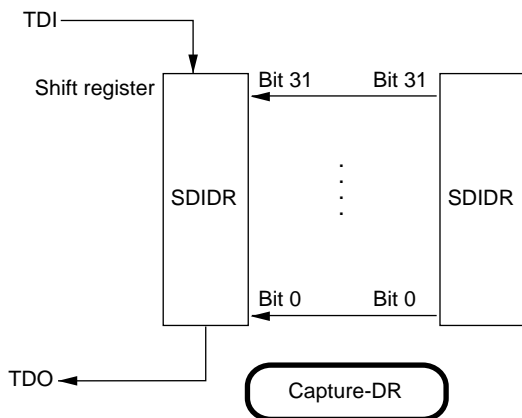 TDI
Shift register
Bit 31 Bit 31
SDIDR SDIDR
Bit 0 Bit 0
TDO
Capture-DR